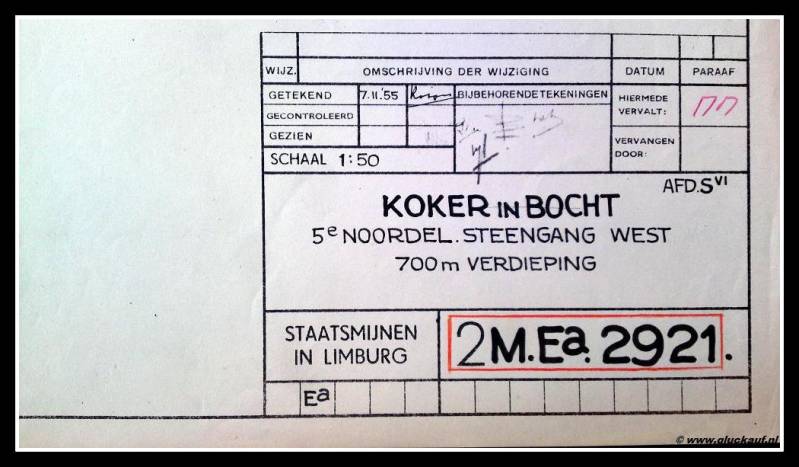 WIJZ. OMSCHRIJVING DER WIJZIGING DATUM PARAAF
GETEKEND 7.11.'55 BIJBEHORENDE TEKENINGEN HIERMEDE VERVALT:
GECONTROLEERD
GEZIEN VERVANGEN DOOR:
SCHAAL 1:50
AFD. SVI
KOKER IN BOCHT
5e NOORDEL. STEENGANG WEST
700m VERDIEPING
STAATSMIJNEN
IN LIMBURG
2M.Ea. 2921.
Ea
© www.gluckauf.nl